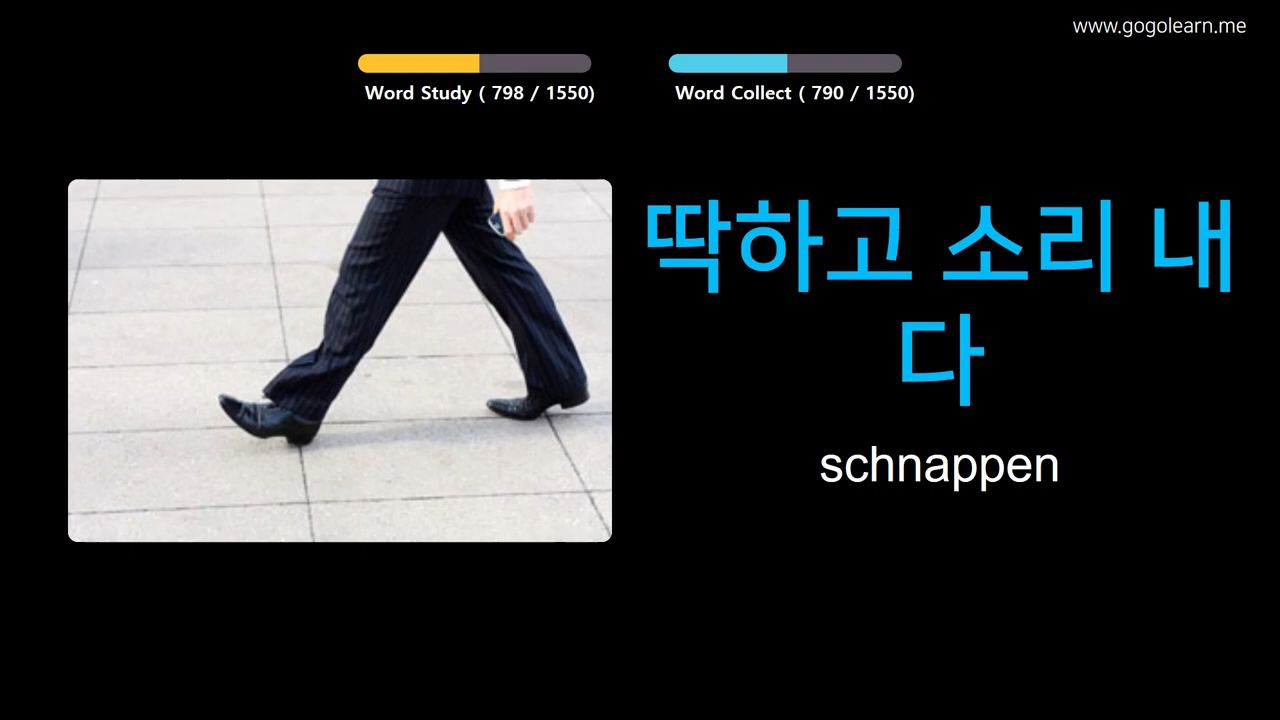 www.gogolearn.me
Word Study ( 798 / 1550)
Word Collect ( 790 / 1550)
딱하고 소리 내
다
schnappen